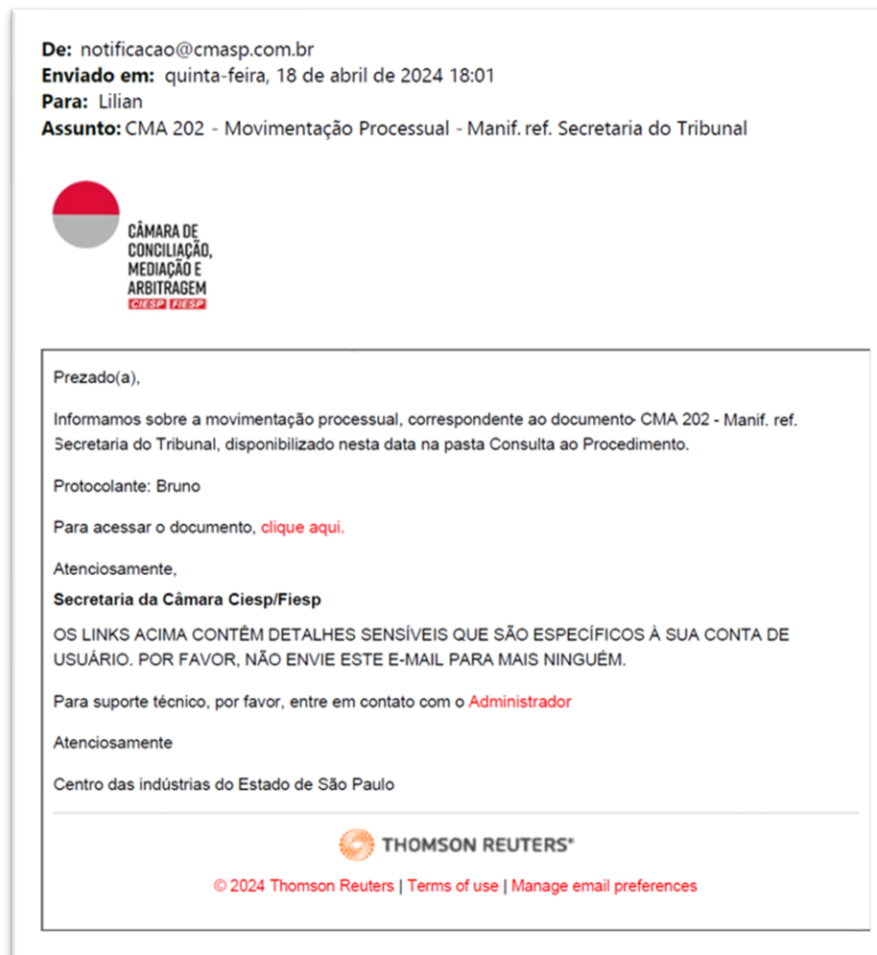 De: notificacao@cmasp.com.br
Enviado em: quinta-feira, 18 de abril de 2024 18:01
Para: Lilian
Assunto: CMA 202 - Movimentação Processual - Manif. ref. Secretaria do Tribunal
CÂMARA DE
CONCILIAÇÃO,
MEDIAÇÃO E
ARBITRAGEM
CIESP FIESP
Prezado(a),
Informamos sobre a movimentação processual, correspondente ao documento- CMA 202 - Manif. ref.
Secretaria do Tribunal, disponibilizado nesta data na pasta Consulta ao Procedimento.
Protocolante: Bruno
Para acessar o documento, clique aqui.
Atenciosamente,
Secretaria da Câmara Ciesp/Fiesp
OS LINKS ACIMA CONTÊM DETALHES SENSÍVEIS QUE SÃO ESPECÍFICOS À SUA CONTA DE
USUÁRIO. POR FAVOR, NÃO ENVIE ESTE E-MAIL PARA MAIS NINGUÉM.
Para suporte técnico, por favor, entre em contato com o Administrador
Atenciosamente
Centro das indústrias do Estado de São Paulo
THOMSON REUTERS®
© 2024 Thomson Reuters | Terms of use | Manage email preferences